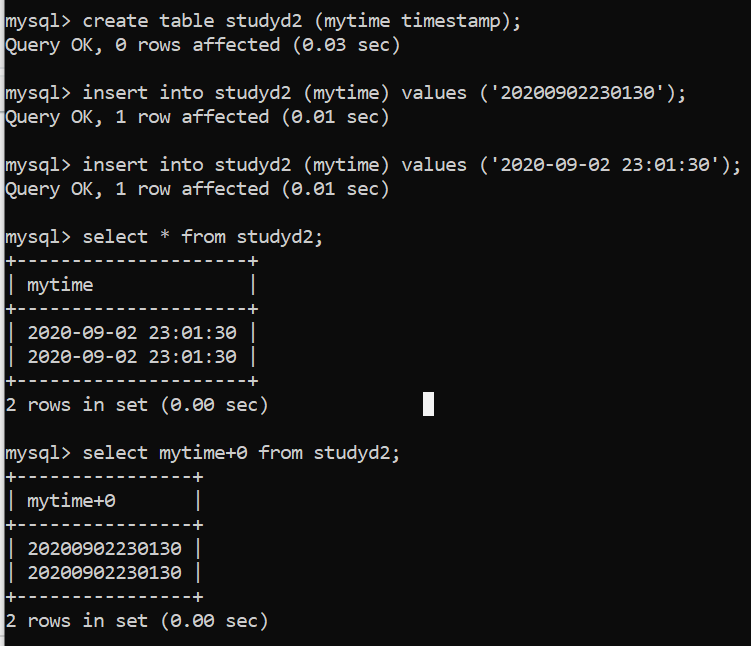 mysql> create table studyd2 (mytime timestamp);
Query OK, 0 rows affected (0.03 sec)
mysql> insert into studyd2 (mytime) values ('20200902230130');
Query OK, 1 row affected (0.01 sec)
mysql> insert into studyd2 (mytime) values ('2020-09-02 23:01:30');
Query OK, 1 row affected (0.01 sec)
mysql> select * from studyd2;
+---------------------+
| mytime              |
+---------------------+
| 2020-09-02 23:01:30 |
| 2020-09-02 23:01:30 |
+---------------------+
2 rows in set (0.00 sec)
mysql> select mytime+0 from studyd2;
+----------------+
| mytime+0       |
+----------------+
| 20200902230130 |
| 20200902230130 |
+----------------+
2 rows in set (0.00 sec)